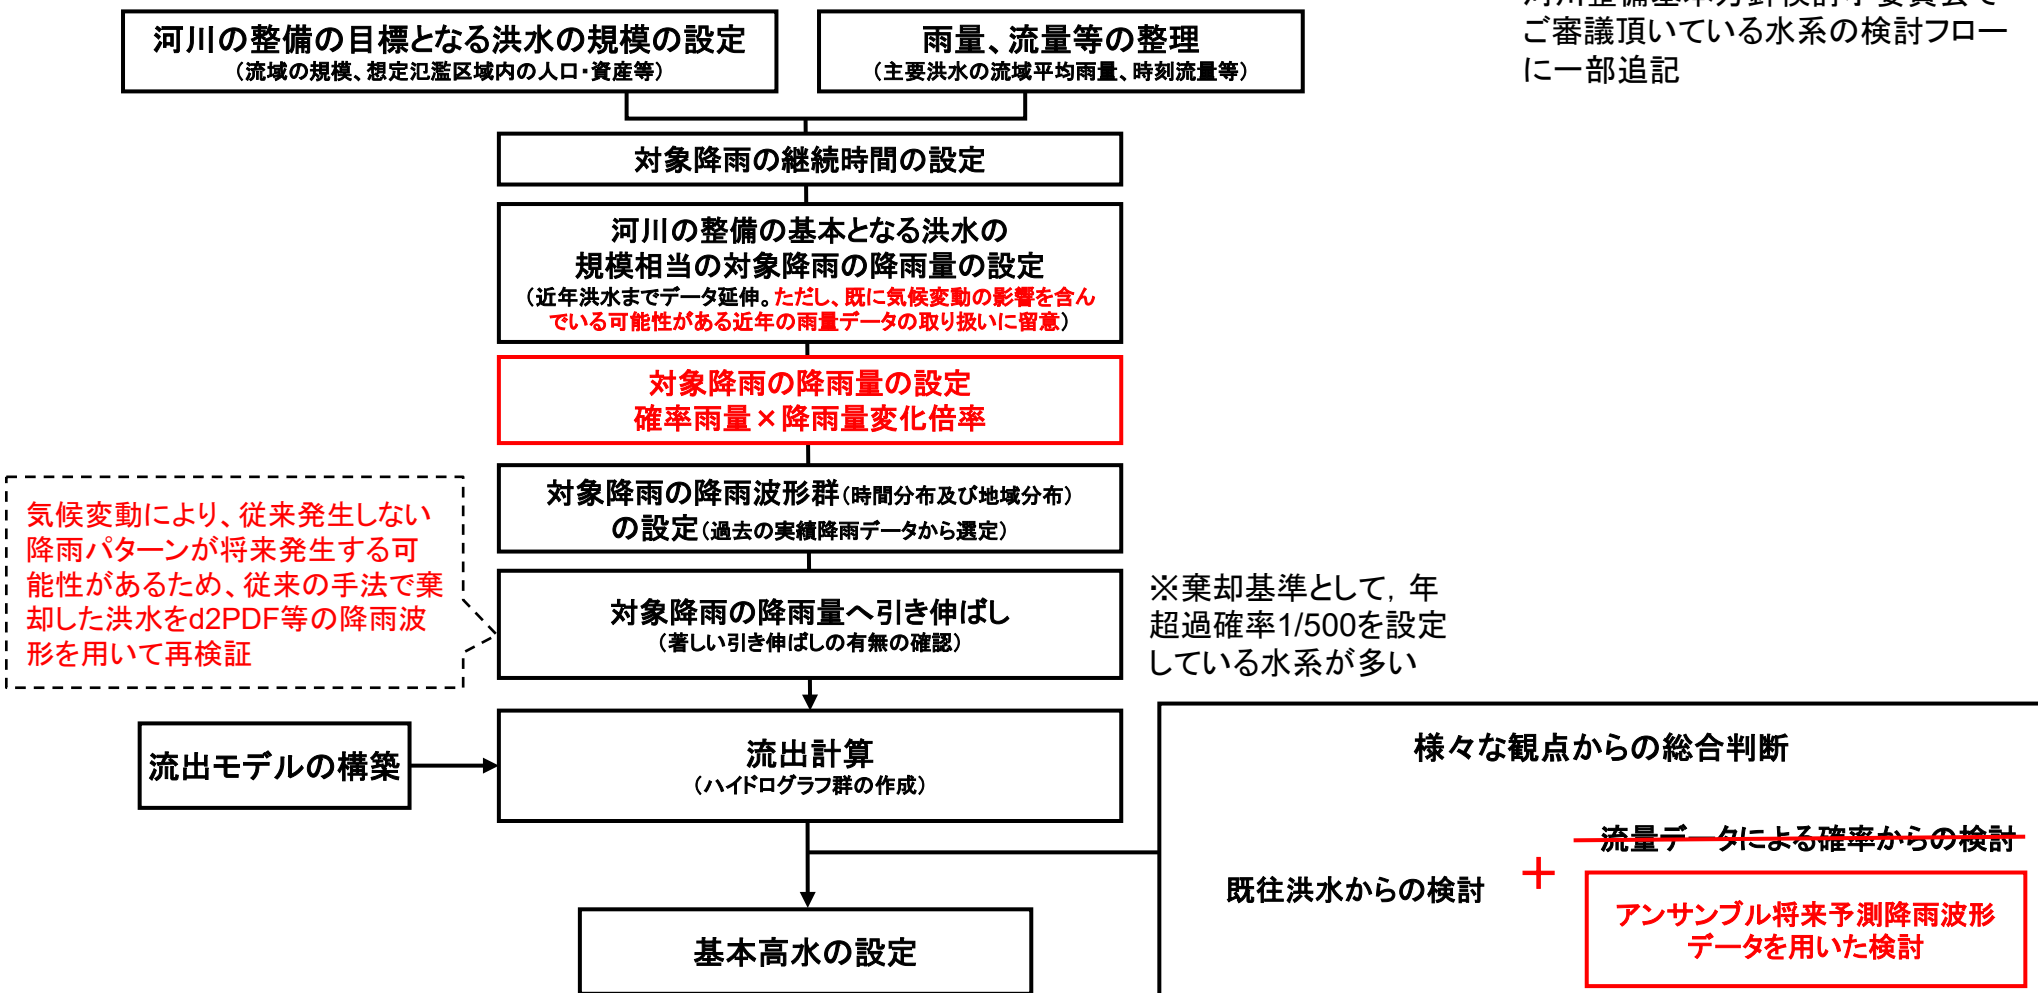 河川の整備の目標となる洪水の規模の設定
（流域の規模、想定氾濫区域内の人口・資産等）
雨量、流量等の整理
（主要洪水の流域平均雨量、時刻流量等）
ご審議頂いている水系の検討フロー
に一部追記
対象降雨の継続時間の設定
河川の整備の基本となる洪水の
規模相当の対象降雨の降雨量の設定
（近年洪水までデータ延伸。ただし、既に気候変動の影響を含ん
でいる可能性がある近年の雨量データの取り扱いに留意）
対象降雨の降雨量の設定
確率雨量×降雨量変化倍率
対象降雨の降雨波形群（時間分布及び地域分布）
の設定（過去の実績降雨データから選定）
気候変動により、従来発生しない
降雨パターンが将来発生する可
能性があるため、従来の手法で棄
却した洪水をd2PDF等の降雨波
形を用いて再検証
対象降雨の降雨量へ引き伸ばし
（著しい引き伸ばしの有無の確認）
※棄却基準として，年
超過確率1/500を設定
している水系が多い
流出モデルの構築
流出計算
（ハイドログラフ群の作成）
様々な観点からの総合判断
流量データによる確率からの検討
既往洪水からの検討
＋
アンサンブル将来予測降雨波形
データを用いた検討
基本高水の設定